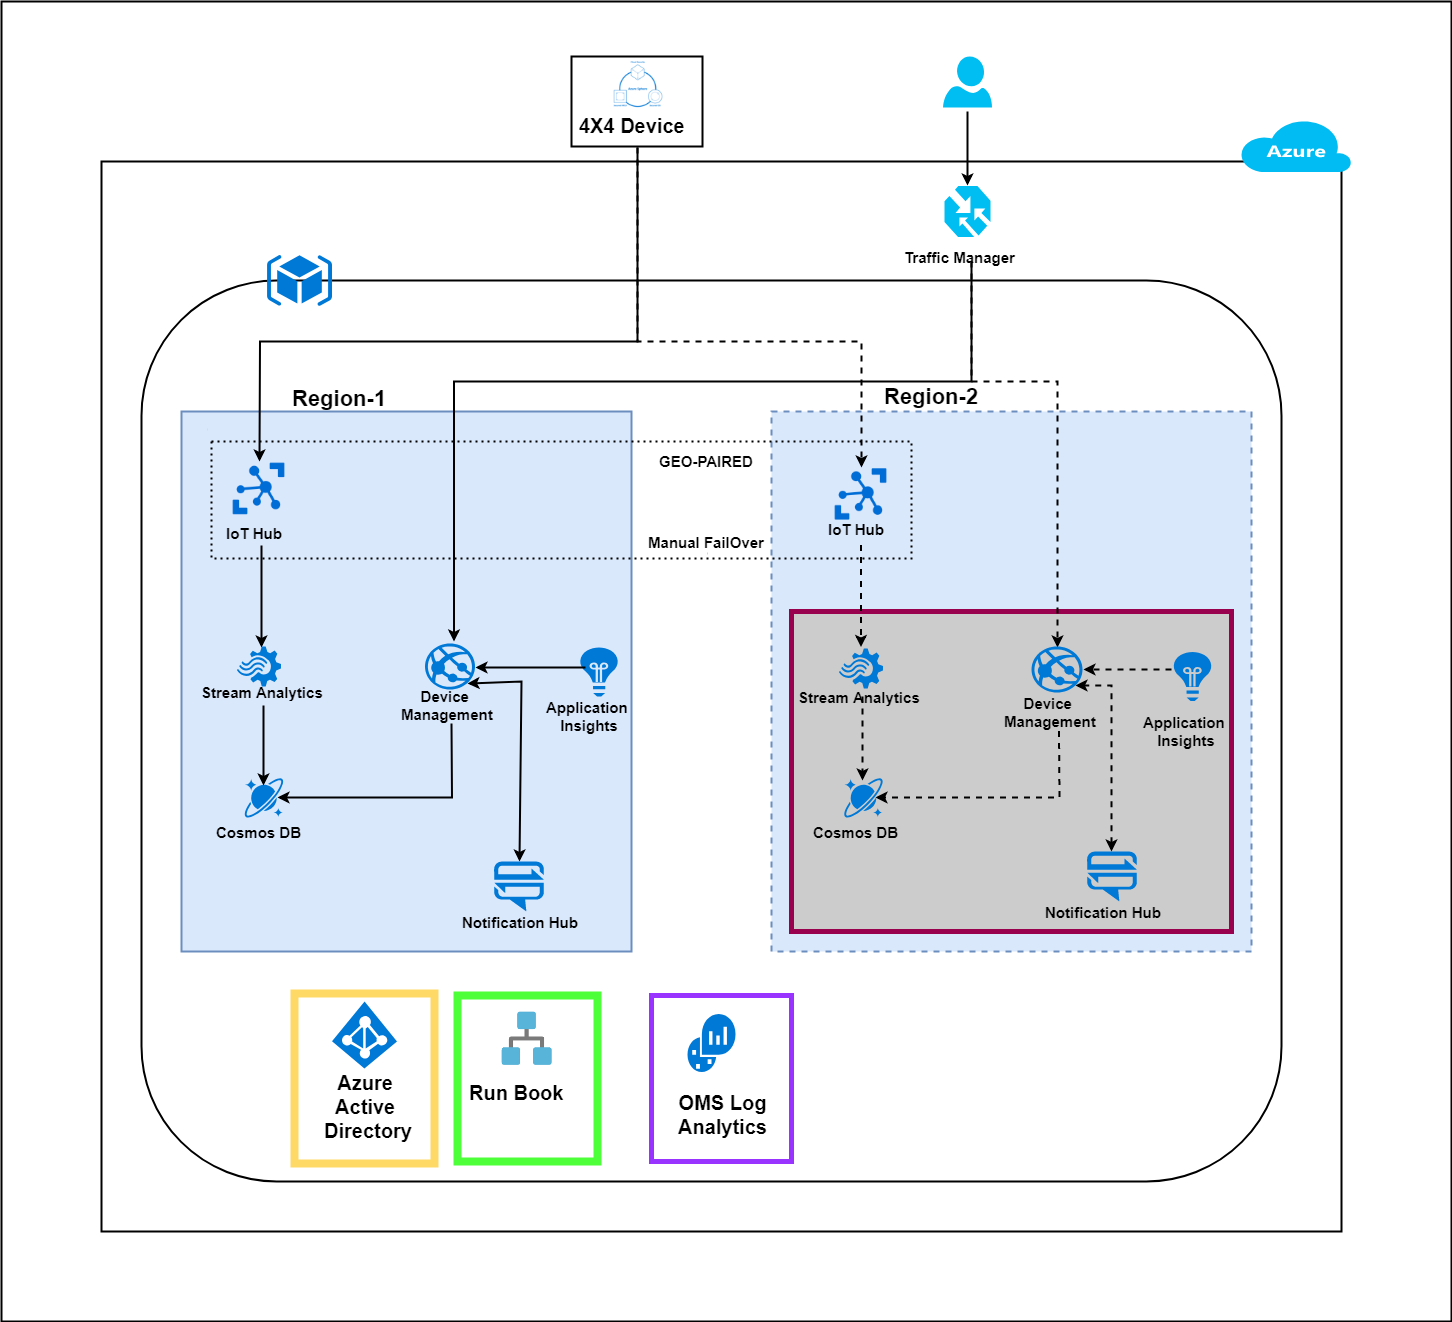 4X4 Device
Azure
Traffic Manager
Region-1
Region-2
GEO-PAIRED
IoT Hub
IoT Hub
Manual FailOver
Stream Analytics
Device
Management
Application
Insights
Stream Analytics
Device
Management
Application
Insights
Cosmos DB
Cosmos DB
Notification Hub
Notification Hub
Azure
Active
Directory
Run Book
OMS Log
Analytics